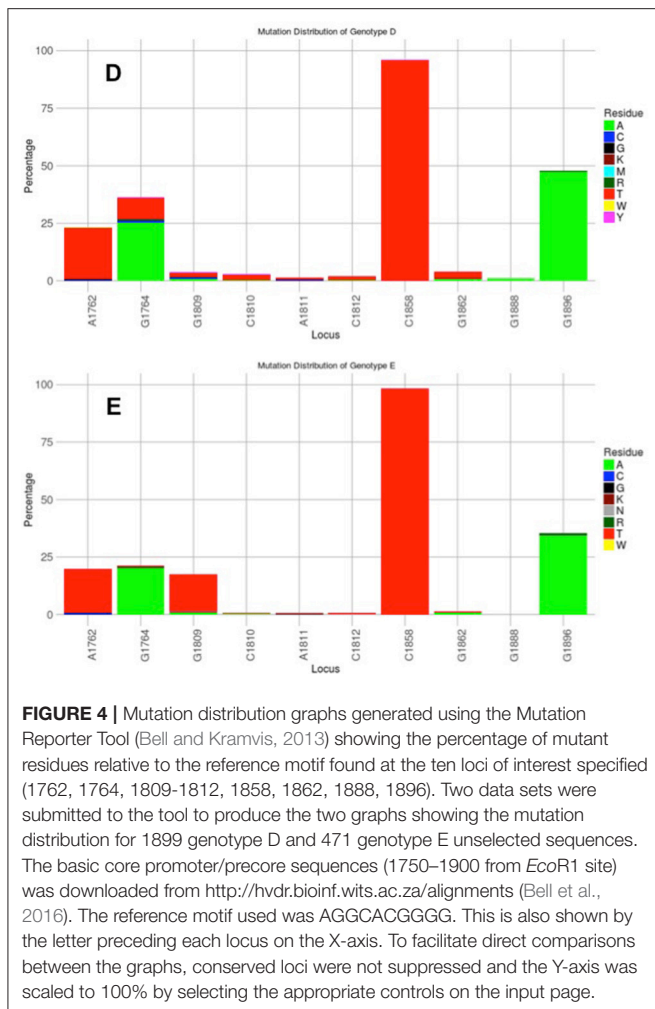 Mutation Distribution of Genotype D
D
100
75
50
25
0
Percentage
A1762
G1764
G1809
C1810
A1811
C1812
C1858
G1862
G1888
G1896
Locus
Residue
A
C
G
K
M
R
T
W
Y
Mutation Distribution of Genotype E
E
100
75
50
25
0
Percentage
A1762
G1764
G1809
C1810
A1811
C1812
C1858
G1862
G1888
G1896
Locus
Residue
A
C
G
K
N
R
T
W
FIGURE 4 | Mutation distribution graphs generated using the Mutation
Reporter Tool (Bell and Kramvis, 2013) showing the percentage of mutant
residues relative to the reference motif found at the ten loci of interest specified
(1762, 1764, 1809-1812, 1858, 1862, 1888, 1896). Two data sets were
submitted to the tool to produce the two graphs showing the mutation
distribution for 1899 genotype D and 471 genotype E unselected sequences.
The basic core promoter/precore sequences (1750–1900 from EcoR1 site)
was downloaded from http://hvdr.bioinf.wits.ac.za/alignments (Bell et al.,
2016). The reference motif used was AGGCACGGGG. This is also shown by
the letter preceding each locus on the X-axis. To facilitate direct comparisons
between the graphs, conserved loci were not suppressed and the Y-axis was
scaled to 100% by selecting the appropriate controls on the input page.